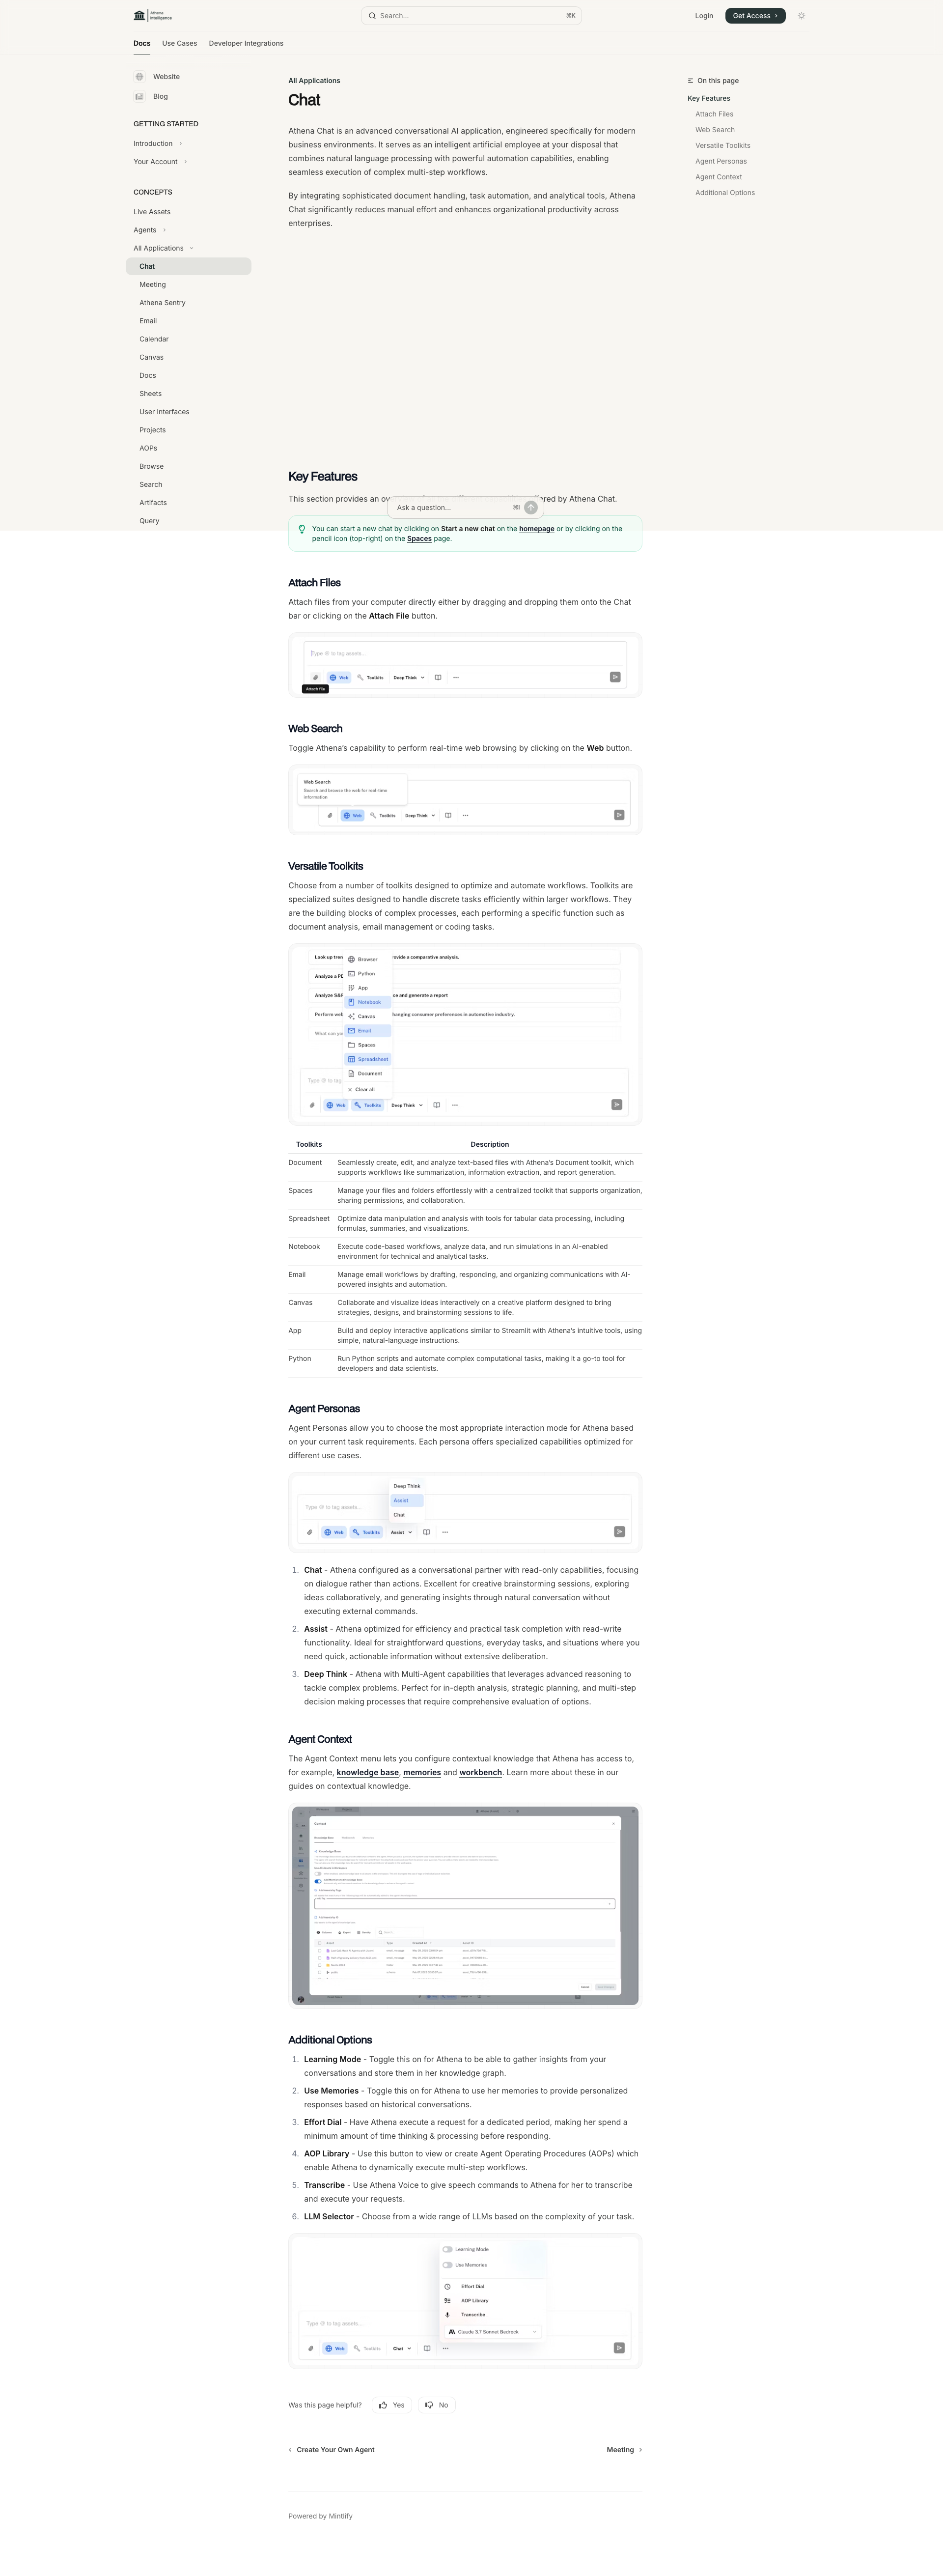 Athena
Intelligence
Search...
⌘K
Login
Get Access
Docs
Use Cases
Developer Integrations
Website
Blog
GETTING STARTED
Introduction
Your Account
CONCEPTS
Live Assets
Agents
All Applications
Chat
Meeting
Athena Sentry
Email
Calendar
Canvas
Docs
Sheets
User Interfaces
Projects
AOPs
Browse
Search
Artifacts
Query
All Applications
Chat
Athena Chat is an advanced conversational AI application, engineered specifically for modern
business environments. It serves as an intelligent artificial employee at your disposal that
combines natural language processing with powerful automation capabilities, enabling
seamless execution of complex multi-step workflows.
By integrating sophisticated document handling, task automation, and analytical tools, Athena
Chat significantly reduces manual effort and enhances organizational productivity across
enterprises.
On this page
Key Features
Attach Files
Web Search
Versatile Toolkits
Agent Personas
Agent Context
Additional Options
Key Features
This section provides an
by Athena Chat.
Ask a question...
⌘I
You can start a new chat by clicking on Start a new chat on the homepage or by clicking on the
pencil icon (top-right) on the Spaces page.
Attach Files
Attach files from your computer directly either by dragging and dropping them onto the Chat
bar or clicking on the Attach File button.
Type @ to tag assets...
Web
Toolkits
Deep Think
Attach file
Web Search
Toggle Athena’s capability to perform real-time web browsing by clicking on the Web button.
Web Search
Search and browse the web for real-time
information
Web
Toolkits
Deep Think
Versatile Toolkits
Choose from a number of toolkits designed to optimize and automate workflows. Toolkits are
specialized suites designed to handle discrete tasks efficiently within larger workflows. They
are the building blocks of complex processes, each performing a specific function such as
document analysis, email management or coding tasks.
Look up tren
ovide a comparative analysis.
Analyze a PD
Analyze S&P
ce and generate a report
Perform web
hanging consumer preferences in automotive industry.
What can yo
Browser
Python
App
Notebook
Canvas
Email
Spaces
Spreadsheet
Document
Clear all
Type @ to tag
Web
Toolkits
Deep Think
Toolkits Description
Document Seamlessly create, edit, and analyze text-based files with Athena’s Document toolkit, which
supports workflows like summarization, information extraction, and report generation.
Spaces Manage your files and folders effortlessly with a centralized toolkit that supports organization,
sharing permissions, and collaboration.
Spreadsheet Optimize data manipulation and analysis with tools for tabular data processing, including
formulas, summaries, and visualizations.
Notebook Execute code-based workflows, analyze data, and run simulations in an AI-enabled
environment for technical and analytical tasks.
Email Manage email workflows by drafting, responding, and organizing communications with AI-
powered insights and automation.
Canvas Collaborate and visualize ideas interactively on a creative platform designed to bring
strategies, designs, and brainstorming sessions to life.
App Build and deploy interactive applications similar to Streamlit with Athena’s intuitive tools, using
simple, natural-language instructions.
Python Run Python scripts and automate complex computational tasks, making it a go-to tool for
developers and data scientists.
Agent Personas
Agent Personas allow you to choose the most appropriate interaction mode for Athena based
on your current task requirements. Each persona offers specialized capabilities optimized for
different use cases.
Deep Think
Assist
Chat
Type @ to tag assets...
Web
Toolkits
Assist
1. Chat - Athena configured as a conversational partner with read-only capabilities, focusing
on dialogue rather than actions. Excellent for creative brainstorming sessions, exploring
ideas collaboratively, and generating insights through natural conversation without
executing external commands.
2. Assist - Athena optimized for efficiency and practical task completion with read-write
functionality. Ideal for straightforward questions, everyday tasks, and situations where you
need quick, actionable information without extensive deliberation.
3. Deep Think - Athena with Multi-Agent capabilities that leverages advanced reasoning to
tackle complex problems. Perfect for in-depth analysis, strategic planning, and multi-step
decision making processes that require comprehensive evaluation of options.
Agent Context
The Agent Context menu lets you configure contextual knowledge that Athena has access to,
for example, knowledge base, memories and workbench. Learn more about these in our
guides on contextual knowledge.
Context
Knowledge Base
Additional Options
1. Learning Mode - Toggle this on for Athena to be able to gather insights from your
conversations and store them in her knowledge graph.
2. Use Memories - Toggle this on for Athena to use her memories to provide personalized
responses based on historical conversations.
3. Effort Dial - Have Athena execute a request for a dedicated period, making her spend a
minimum amount of time thinking & processing before responding.
4. AOP Library - Use this button to view or create Agent Operating Procedures (AOPs) which
enable Athena to dynamically execute multi-step workflows.
5. Transcribe - Use Athena Voice to give speech commands to Athena for her to transcribe
and execute your requests.
6. LLM Selector - Choose from a wide range of LLMs based on the complexity of your task.
Learning Mode
Use Memories
Effort Dial
AOP Library
Transcribe
Claude 3.7 Sonnet Bedrock
Type @ to tag assets...
Web
Toolkits
Chat
Was this page helpful?
Yes
No
Create Your Own Agent
Meeting
Powered by Mintlify